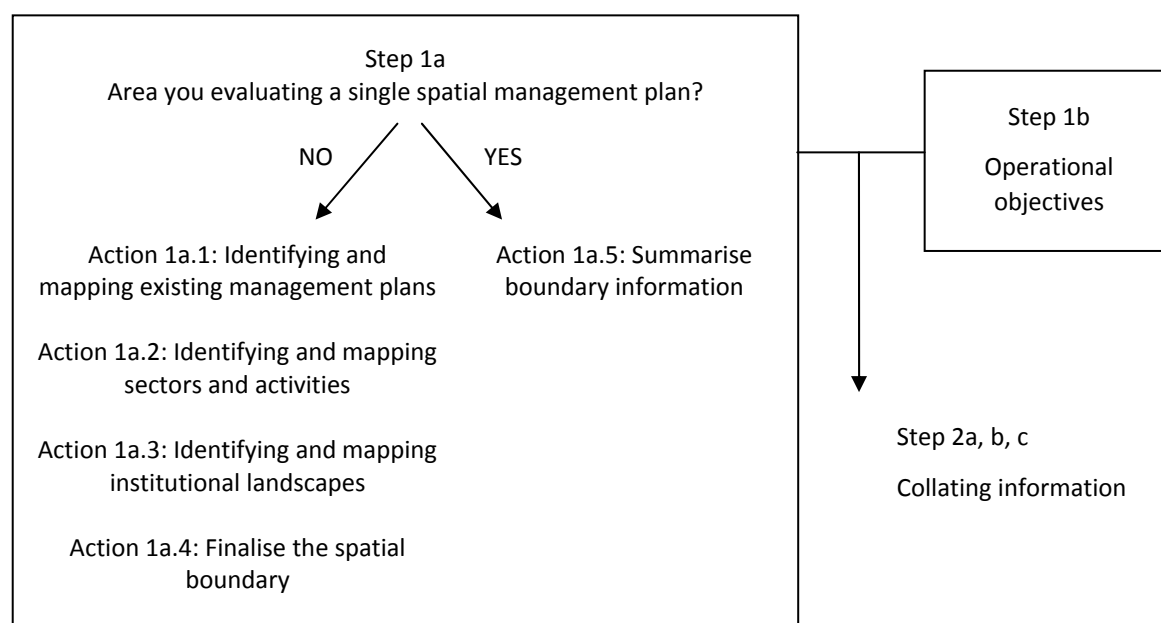 Step 1a
Area you evaluating a single spatial management plan?
NO
YES
Action 1a.1: Identifying and
mapping existing management plans
Action 1a.2: Identifying and mapping
sectors and activities
Action 1a.3: Identifying and mapping
institutional landscapes
Action 1a.4: Finalise the spatial
boundary
Action 1a.5: Summarise
boundary information
Step 1b
Operational
objectives
Step 2a, b, c
Collating information